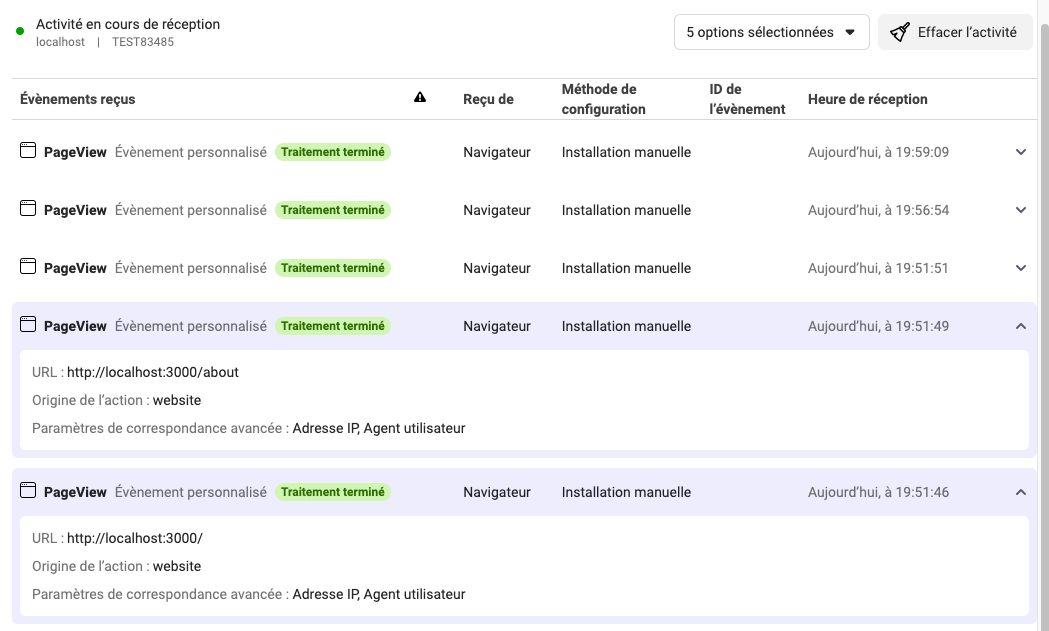 Activité en cours de réception
localhost | TEST83485
5 options sélectionnées
Effacer l’activité
Évènements reçus Reçu de Méthode de configuration ID de l’évènement Heure de réception
PageView Évènement personnalisé Traitement terminé Navigateur Installation manuelle Aujourd’hui, à 19:59:09
PageView Évènement personnalisé Traitement terminé Navigateur Installation manuelle Aujourd’hui, à 19:56:54
PageView Évènement personnalisé Traitement terminé Navigateur Installation manuelle Aujourd’hui, à 19:51:51
PageView Évènement personnalisé Traitement terminé Navigateur Installation manuelle Aujourd’hui, à 19:51:49
URL : http://localhost:3000/about
Origine de l’action : website
Paramètres de correspondance avancée : Adresse IP, Agent utilisateur
PageView Évènement personnalisé Traitement terminé Navigateur Installation manuelle Aujourd’hui, à 19:51:46
URL : http://localhost:3000/
Origine de l’action : website
Paramètres de correspondance avancée : Adresse IP, Agent utilisateur